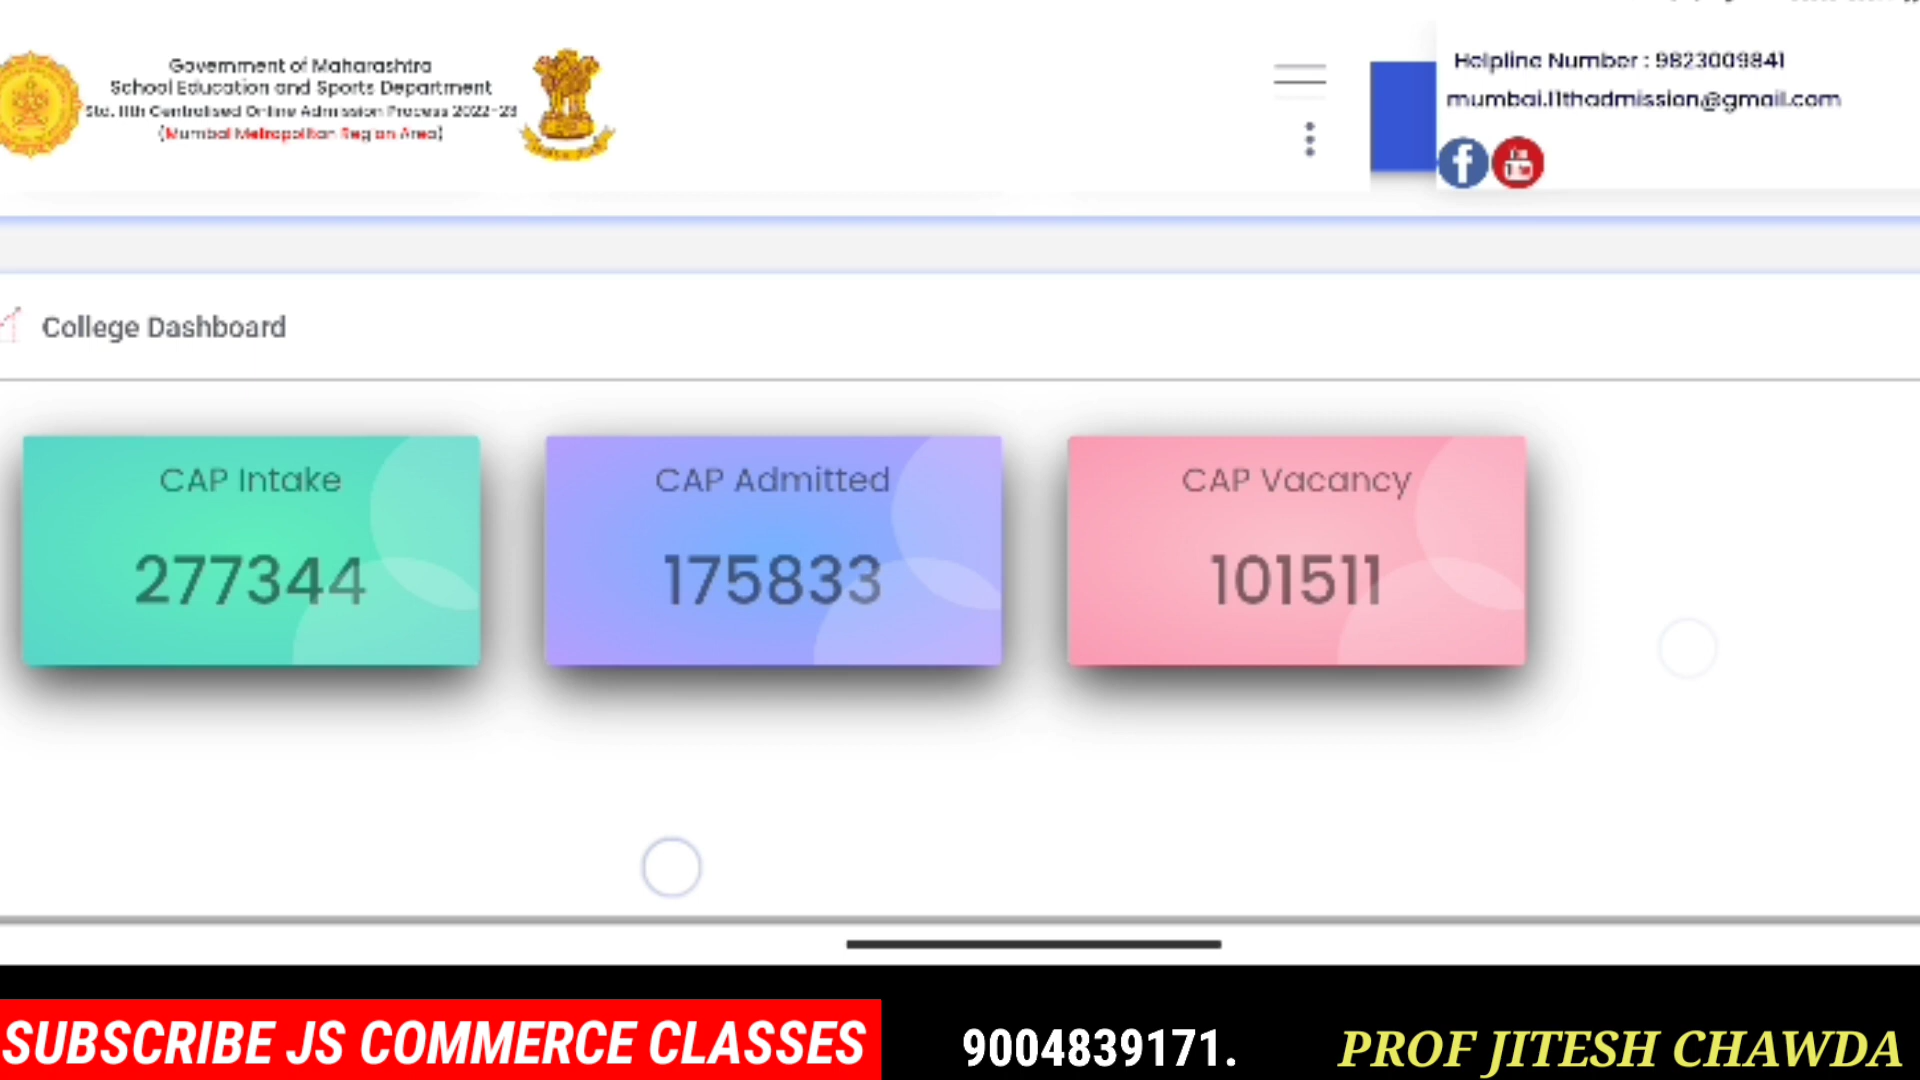 Government of Maharashtra
School Education and Sports Department
Std. 11th Centralised Online Admission Process 2022-23
(Mumbai Metropolitan Region Area)
Helpline Number : 9823009841
mumbai.11thadmission@gmail.com
College Dashboard
CAP Intake
277344
CAP Admitted
175833
CAP Vacancy
101511
SUBSCRIBE JS COMMERCE CLASSES
9004839171.
PROF JITESH CHAWDA